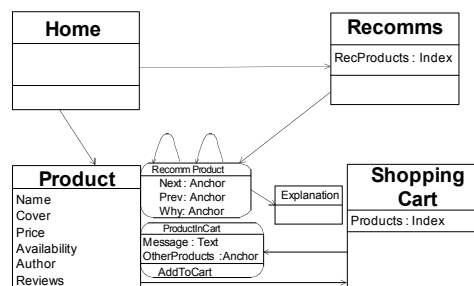 Home
Recomms
RecProducts : Index
Product
Name
Cover
Price
Availability
Author
Reviews
Recomm Product
Next : Anchor
Prev: Anchor
Why: Anchor
Explanation
ProductInCart
Message : Text
OtherProducts :Anchor
AddToCart
Shopping
Cart
Products : Index